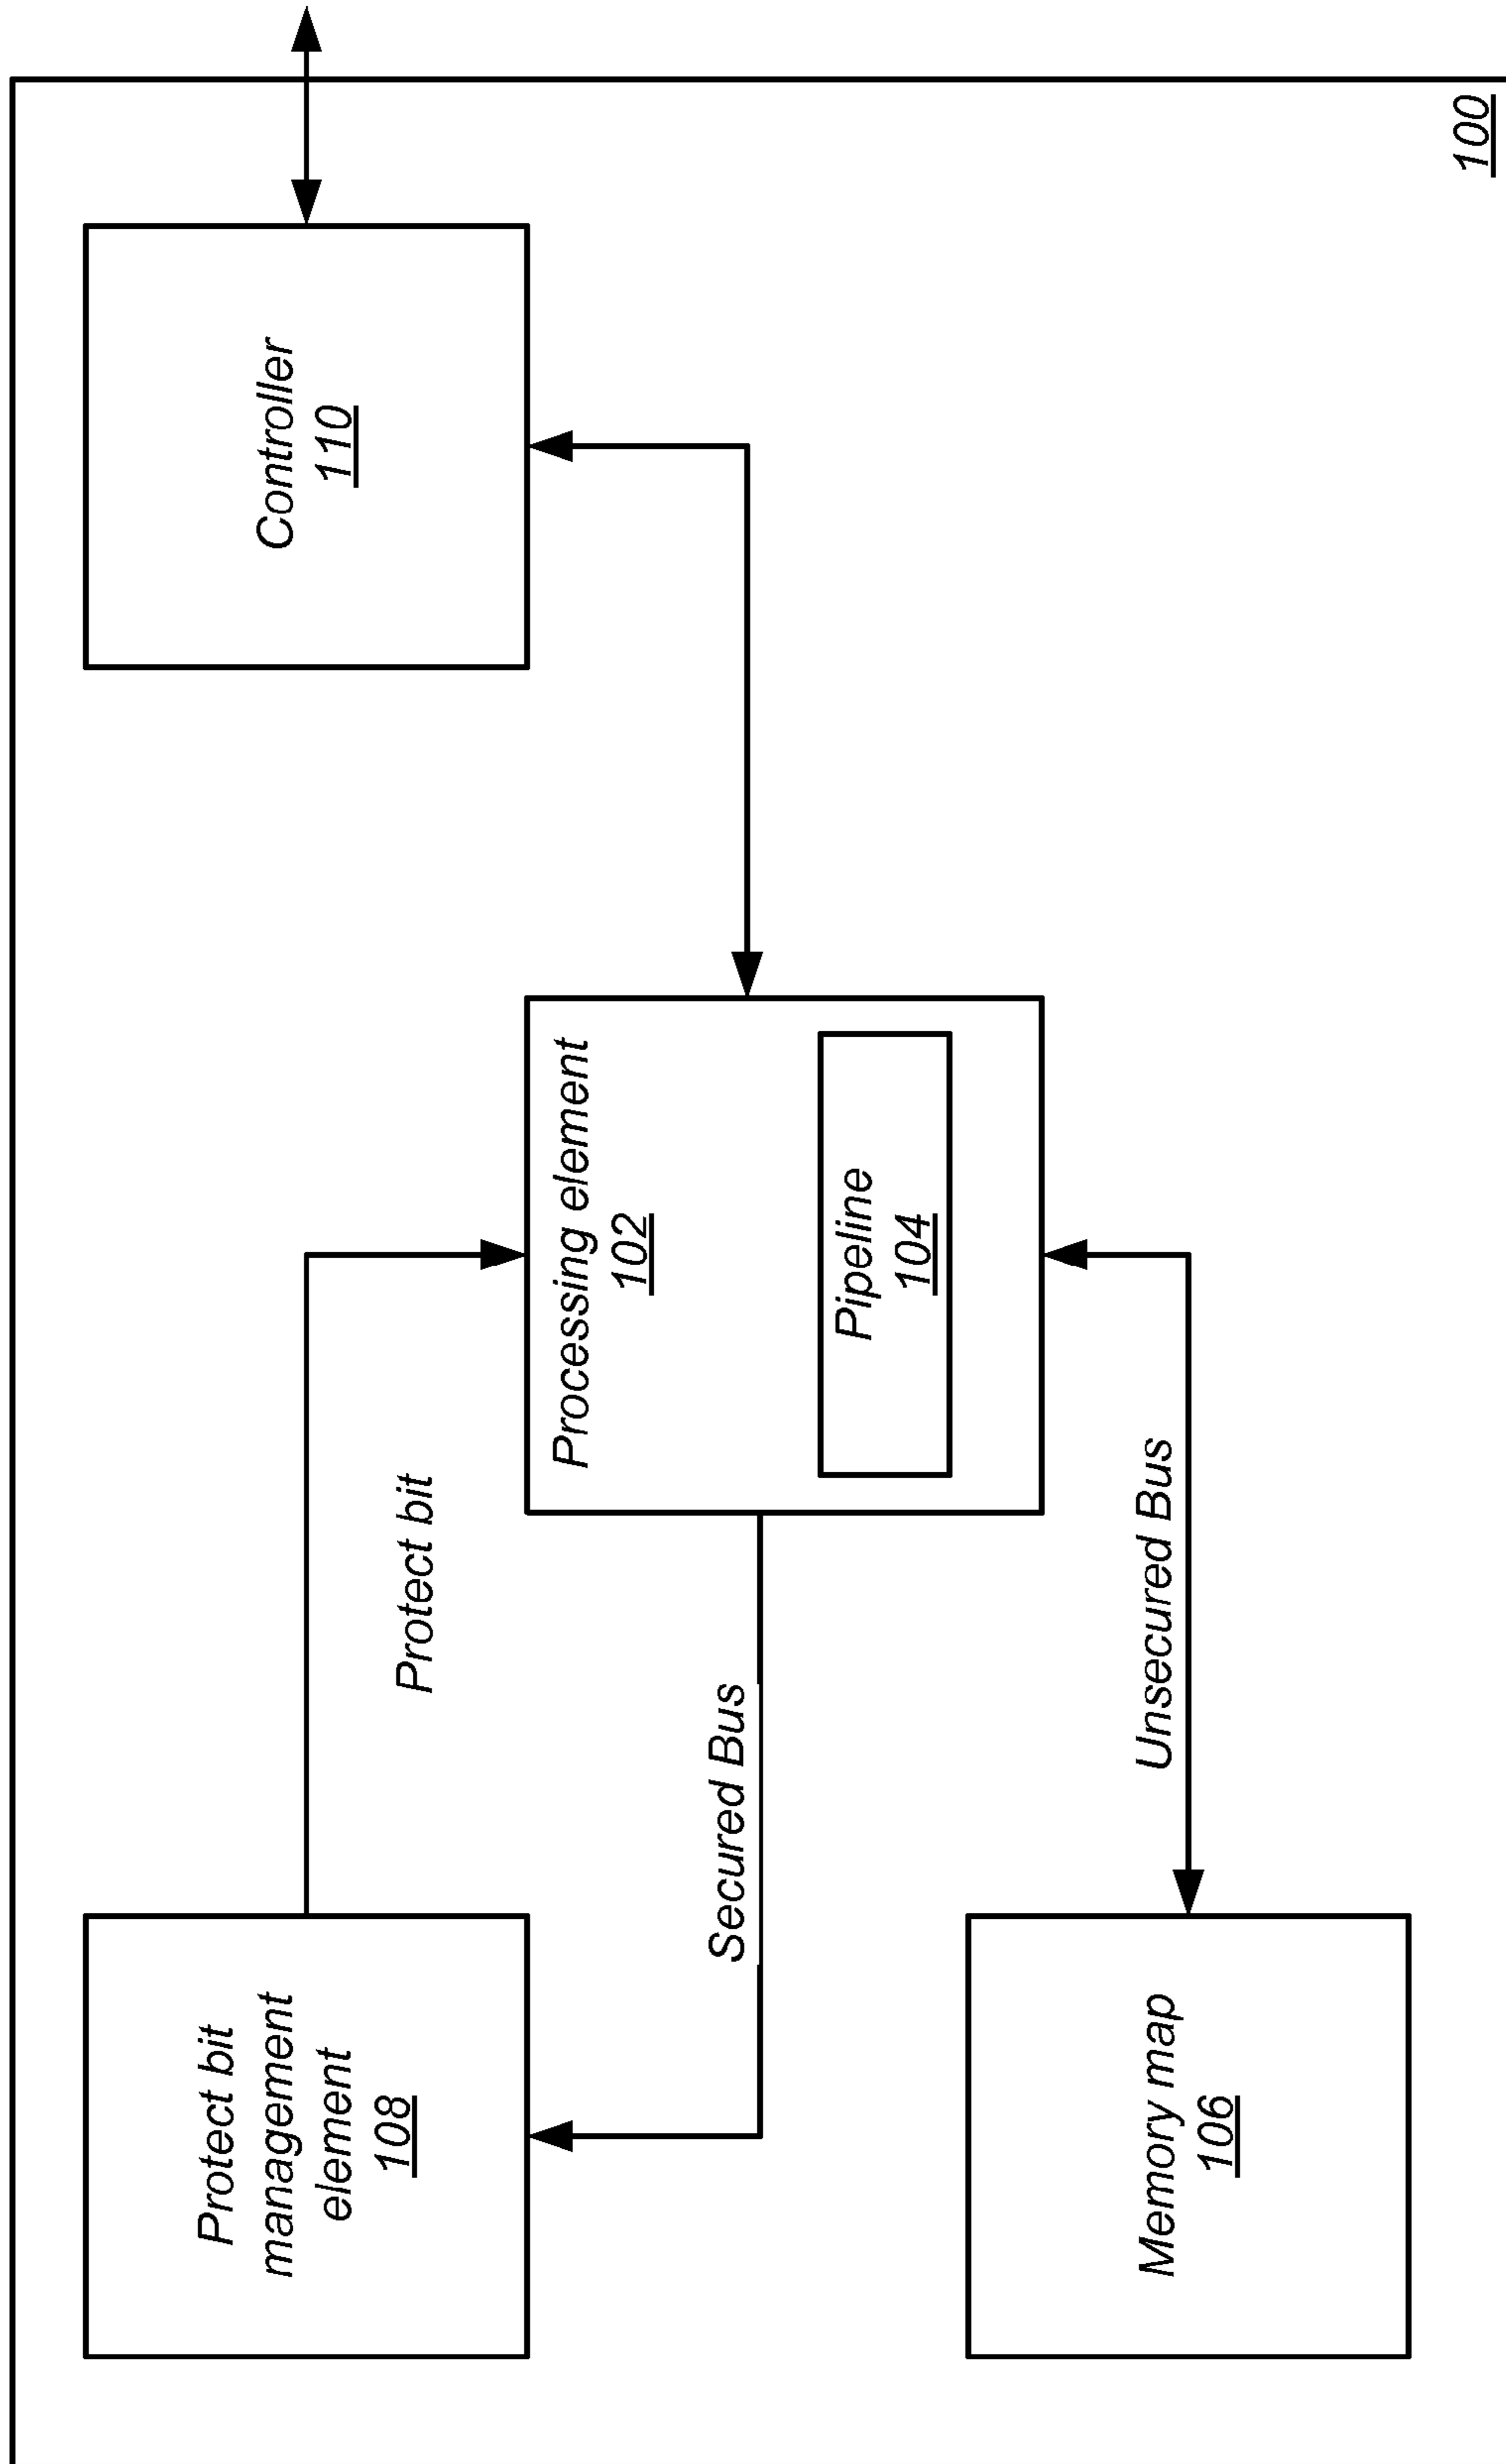 Protect bit
management
element
108
Protect bit
Controller
110
Processing element
102
Secured Bus
Pipeline
104
Memory map
106
Unsecured Bus
100